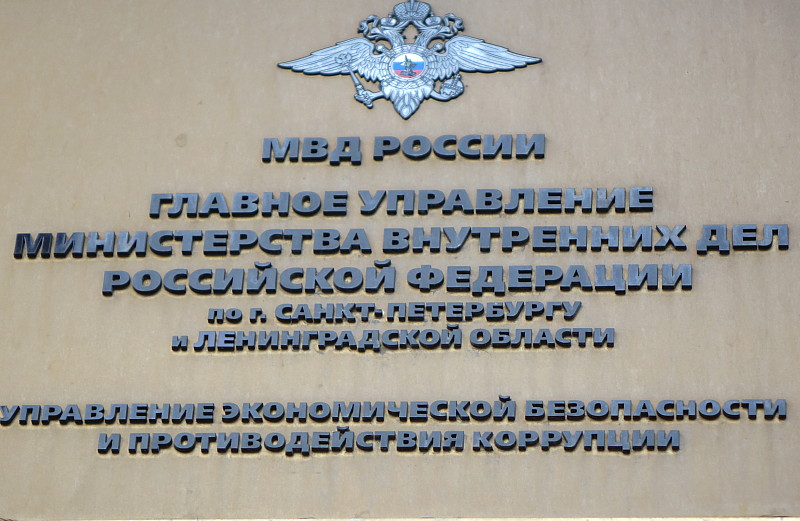 МВД РОССИИ
ГЛАВНОЕ УПРАВЛЕНИЕ
МИНИСТЕРСТВА ВНУТРЕННИХ ДЕЛ
РОССИЙСКОЙ ФЕДЕРАЦИИ
по г. САНКТ-ПЕТЕРБУРГУ
и ЛЕНИНГРАДСКОЙ ОБЛАСТИ
УПРАВЛЕНИЕ ЭКОНОМИЧЕСКОЙ БЕЗОПАСНОСТИ
И ПРОТИВОДЕЙСТВИЯ КОРРУПЦИИ